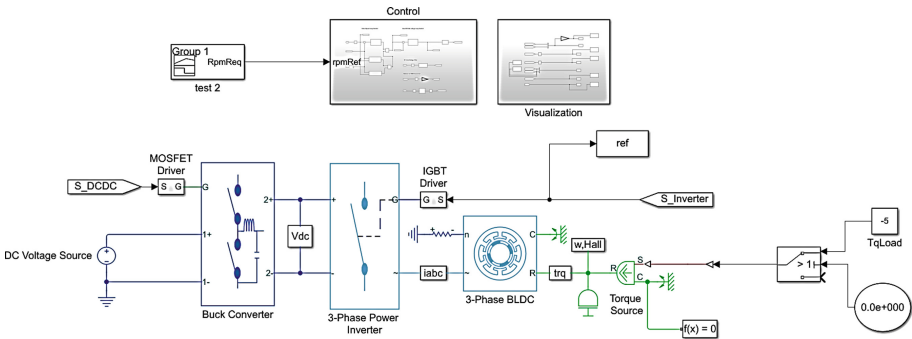 Control
Group 1
RpmReq
rpmRef
test 2
Visualization
MOSFET
Driver
IGBT
Driver
ref
S_DCDC
S
G
G
2+
+
G
G
S
S_Inverter
-5
TqLoad
Vdc
n
C
w,Hall
1+
DC Voltage Source
> 1
S
R
C
1-
2-
-
~
iabc
~
R
trq
3-Phase BLDC
Torque
Source
0.0e+000
Buck Converter
3-Phase Power
Inverter
f(x) = 0